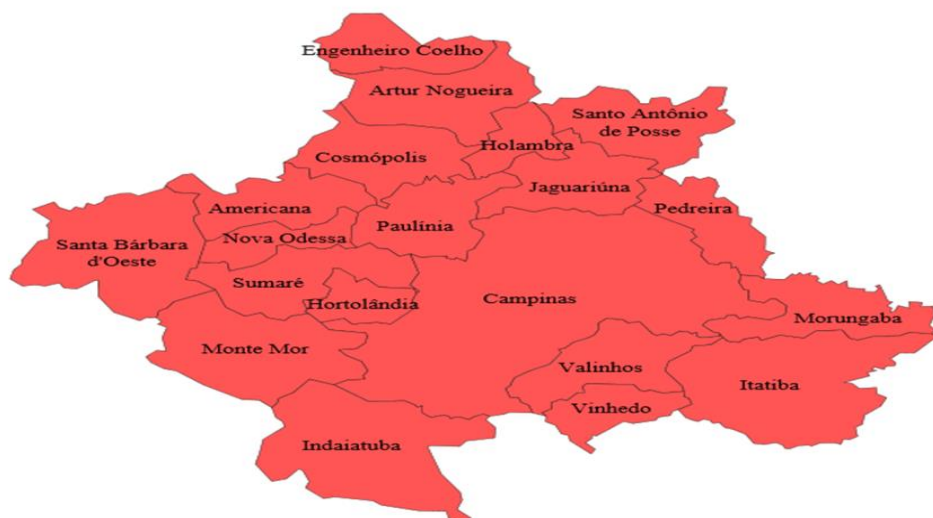 Engenheiro Coelho
Artur Nogueira
Santo Antônio
de Posse
Holambra
Cosmópolis
Jaguariúna
Americana
Pedreira
Paulínia
Nova Odessa
Santa Bárbara
d'Oeste
Sumaré
Hortolândia
Campinas
Morungaba
Monte Mor
Valinhos
Itatiba
Vinhedo
Indaiatuba